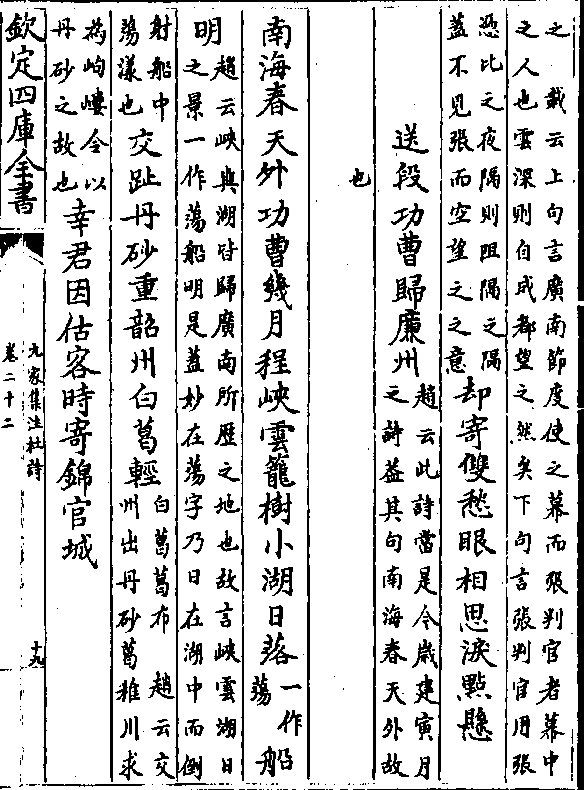 之　載云上句言廣南節度使之幕而張判官者幕中
之人也雲深則自成都望之然矣下句言張判官用張
憑比之夜隔則阻隔之隔
蓋不見張而空望之之意
却寄雙愁眼相思淚點懸
送段功曹歸廉州
趙云此詩當是今歲建寅月
之詩蓋其句南海春天外故
也
南海春天外功曹幾月程峽雲籠樹小湖日落
一作
蕩
船
明
趙云峽與湖皆歸廣南所歷之地也故言峽雲湖日
之景一作蕩船明是蓋妙在蕩字乃日在湖中而倒
射船中
蕩漾也
交趾丹砂重韶州白葛輕
白葛葛布　趙云交
州出丹砂葛稚川求
為岣嶁令以
丹砂之故也
幸君因估客時寄錦官城
欽定四庫全書
九家集注杜詩
卷二十二
十九